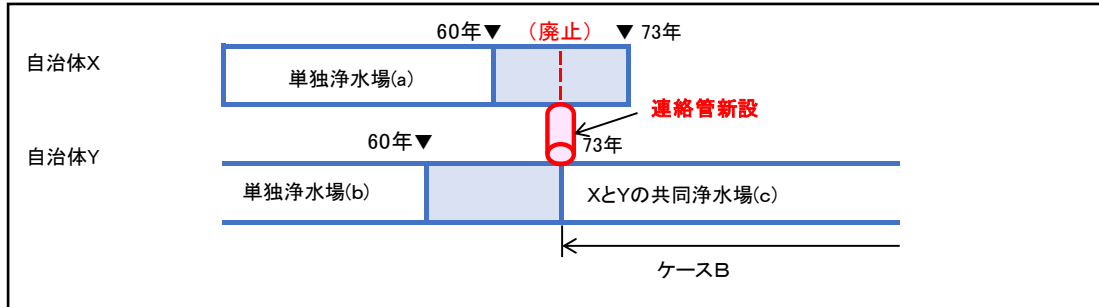 60年▼ (廃止) ▼ 73年
自治体X
単独浄水場(a)
連絡管新設
60年▼ 73年
自治体Y
単独浄水場(b) XとYの共同浄水場(c)
ケースB